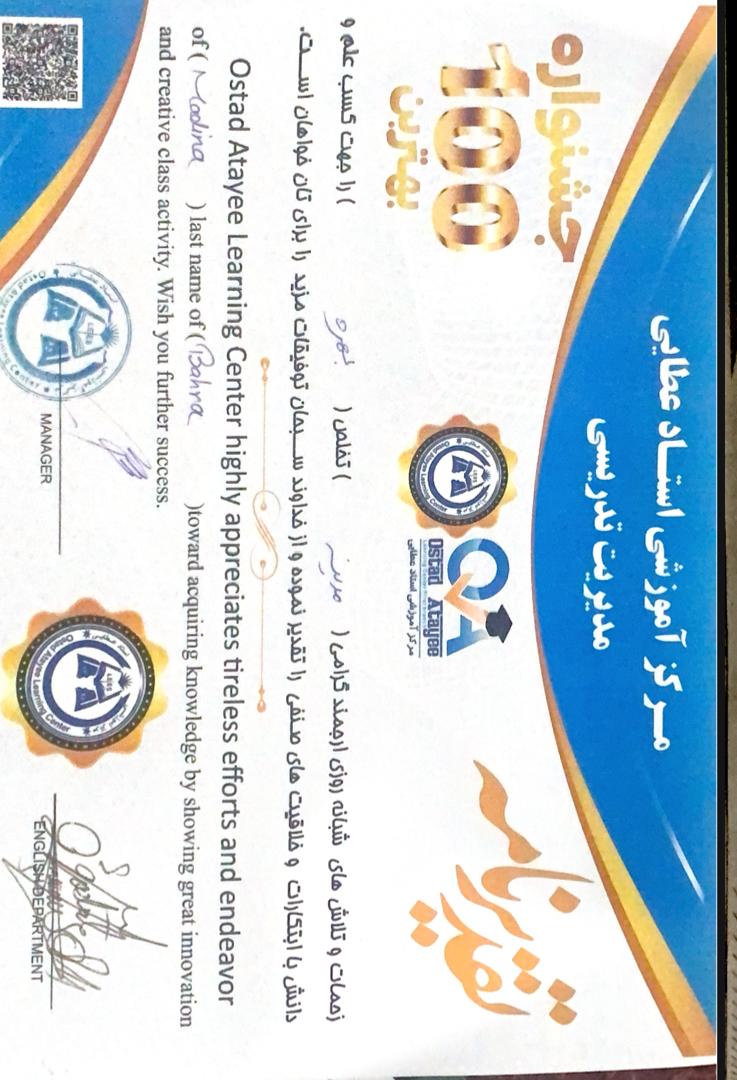 مرکز آموزشی استاد عطایی
مدیریت تدریسی
جشنواره
100
بهترین
تقدیرنامه
Ostad Atayee
مرکز آموزشی استاد عطایی
زحمات و تلاش های شبانه روزی ارجمند گرامی ( مدینه ) تخلص ( بهره ) را جهت کسب علم و
دانش با ابتکارات و خلاقیت های صنفی را تقدیر نموده و از خداوند سبحان توفیقات مزید را برای تان خواهان است.
Ostad Atayee Learning Center highly appreciates tireless efforts and endeavor
of ( Madina ) last name of ( Bahra )toward acquiring knowledge by showing great innovation
and creative class activity. Wish you further success.
MANAGER
Ostad Atayee Learning Center
ENGLISH DEPARTMENT